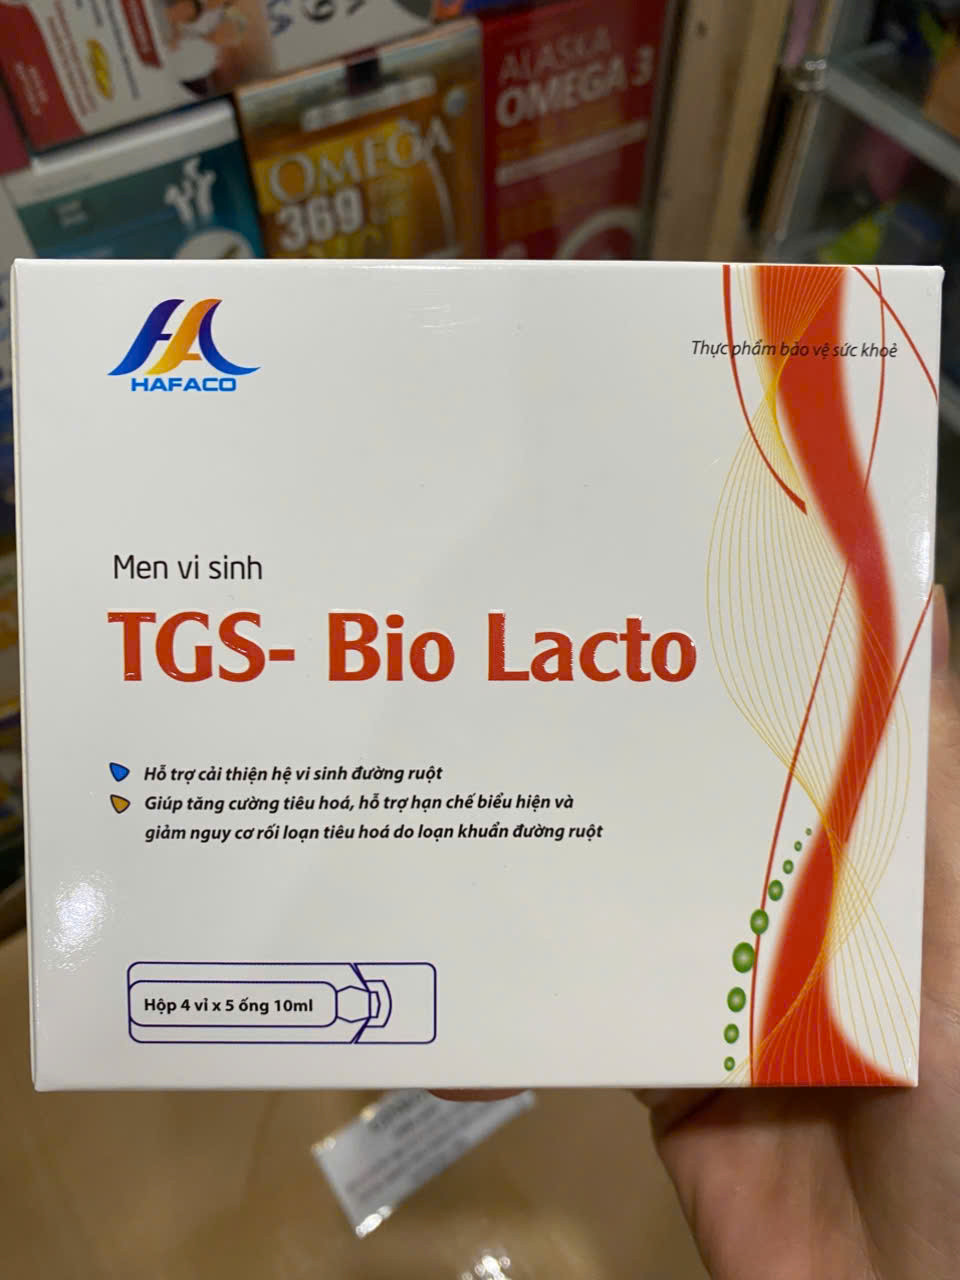 ALASKA
OMEGA 3
OMEGA
369
HAFACO
Thực phẩm bảo vệ sức khoẻ
Men vi sinh
TGS- Bio Lacto
Hỗ trợ cải thiện hệ vi sinh đường ruột
Giúp tăng cường tiêu hoá, hỗ trợ hạn chế biểu hiện và
giảm nguy cơ rối loạn tiêu hoá do loạn khuẩn đường ruột
Hộp 4 vỉ x 5 ống 10ml